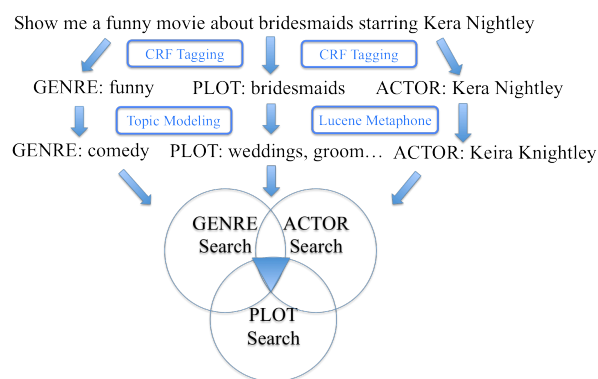 Show me a funny movie about bridesmaids starring Kera Nightley
CRF Tagging
CRF Tagging
GENRE: funny
PLOT: bridesmaids
ACTOR: Kera Nightley
Topic Modeling
Lucene Metaphone
GENRE: comedy
PLOT: weddings, groom…
ACTOR: Keira Knightley
GENRE
Search
ACTOR
Search
PLOT
Search